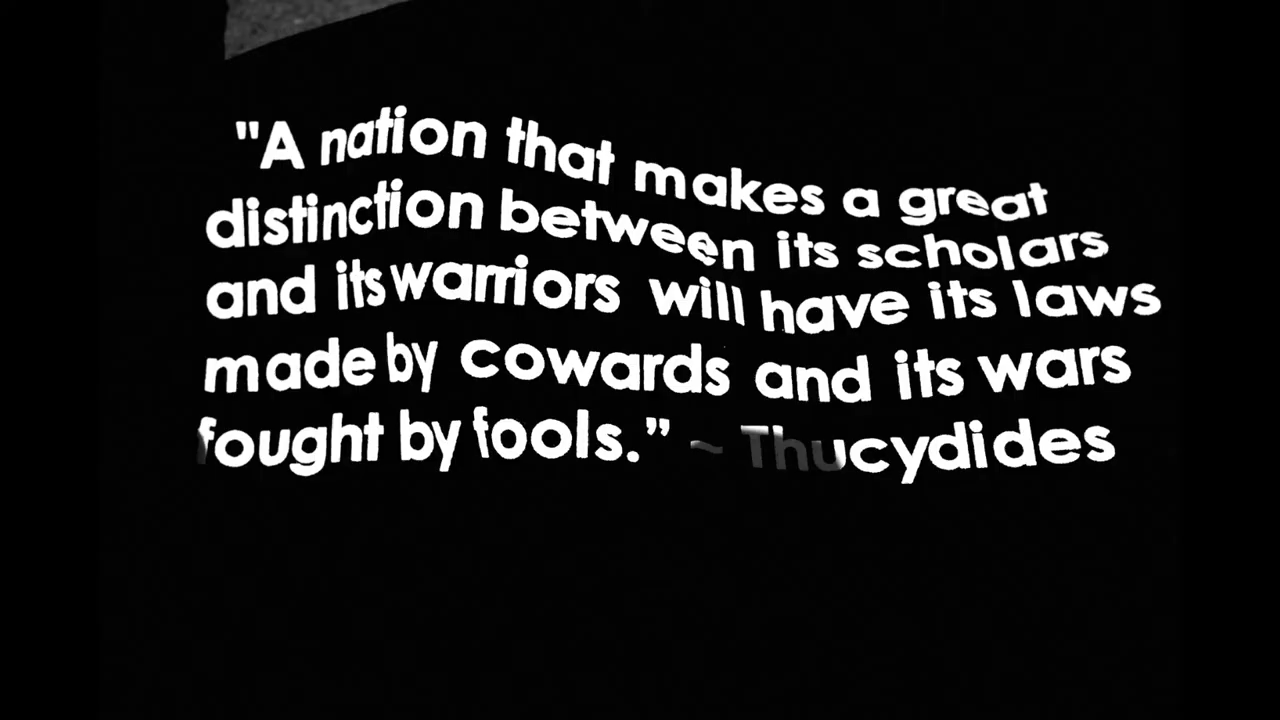 "A nation that makes a great
distinction between its scholars
and its warriors will have its laws
made by cowards and its wars
fought by fools.” ~ Thucydides